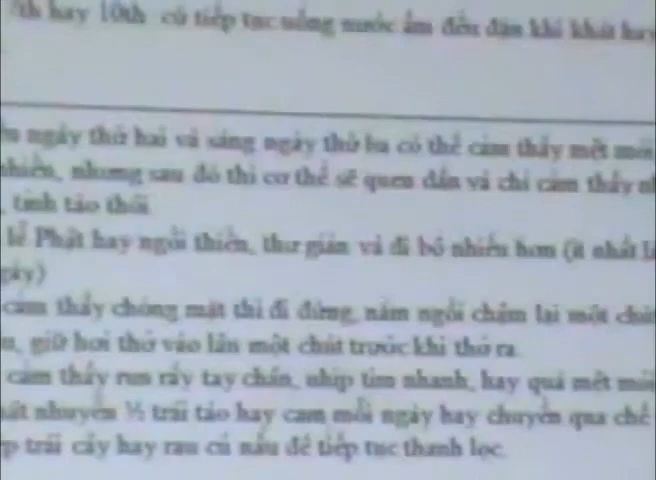 hay 10th cứ tiếp tục uống nước ấm đều đặn khi khát hay
ngày thứ hai và sáng ngày thứ ba có thể cảm thấy mệt mỏi
nhiên, nhưng sau đó thì cơ thể sẽ quen dần và chỉ cảm thấy
, tỉnh táo thôi
lễ Phật hay ngồi thiền, thư giãn và đi bộ nhiều hơn (ít nhất
cảm thấy chóng mặt thì đi đứng, nằm ngồi chậm lại một chút
giữ hơi thở vào lâu một chút trước khi thở ra
cảm thấy run rẩy tay chân, nhịp tim nhanh, hay quá mệt mỏi
nhuyễn ½ trái táo hay cam mỗi ngày hay chuyển qua chế
trái cây hay rau củ nấu để tiếp tục thanh lọc.